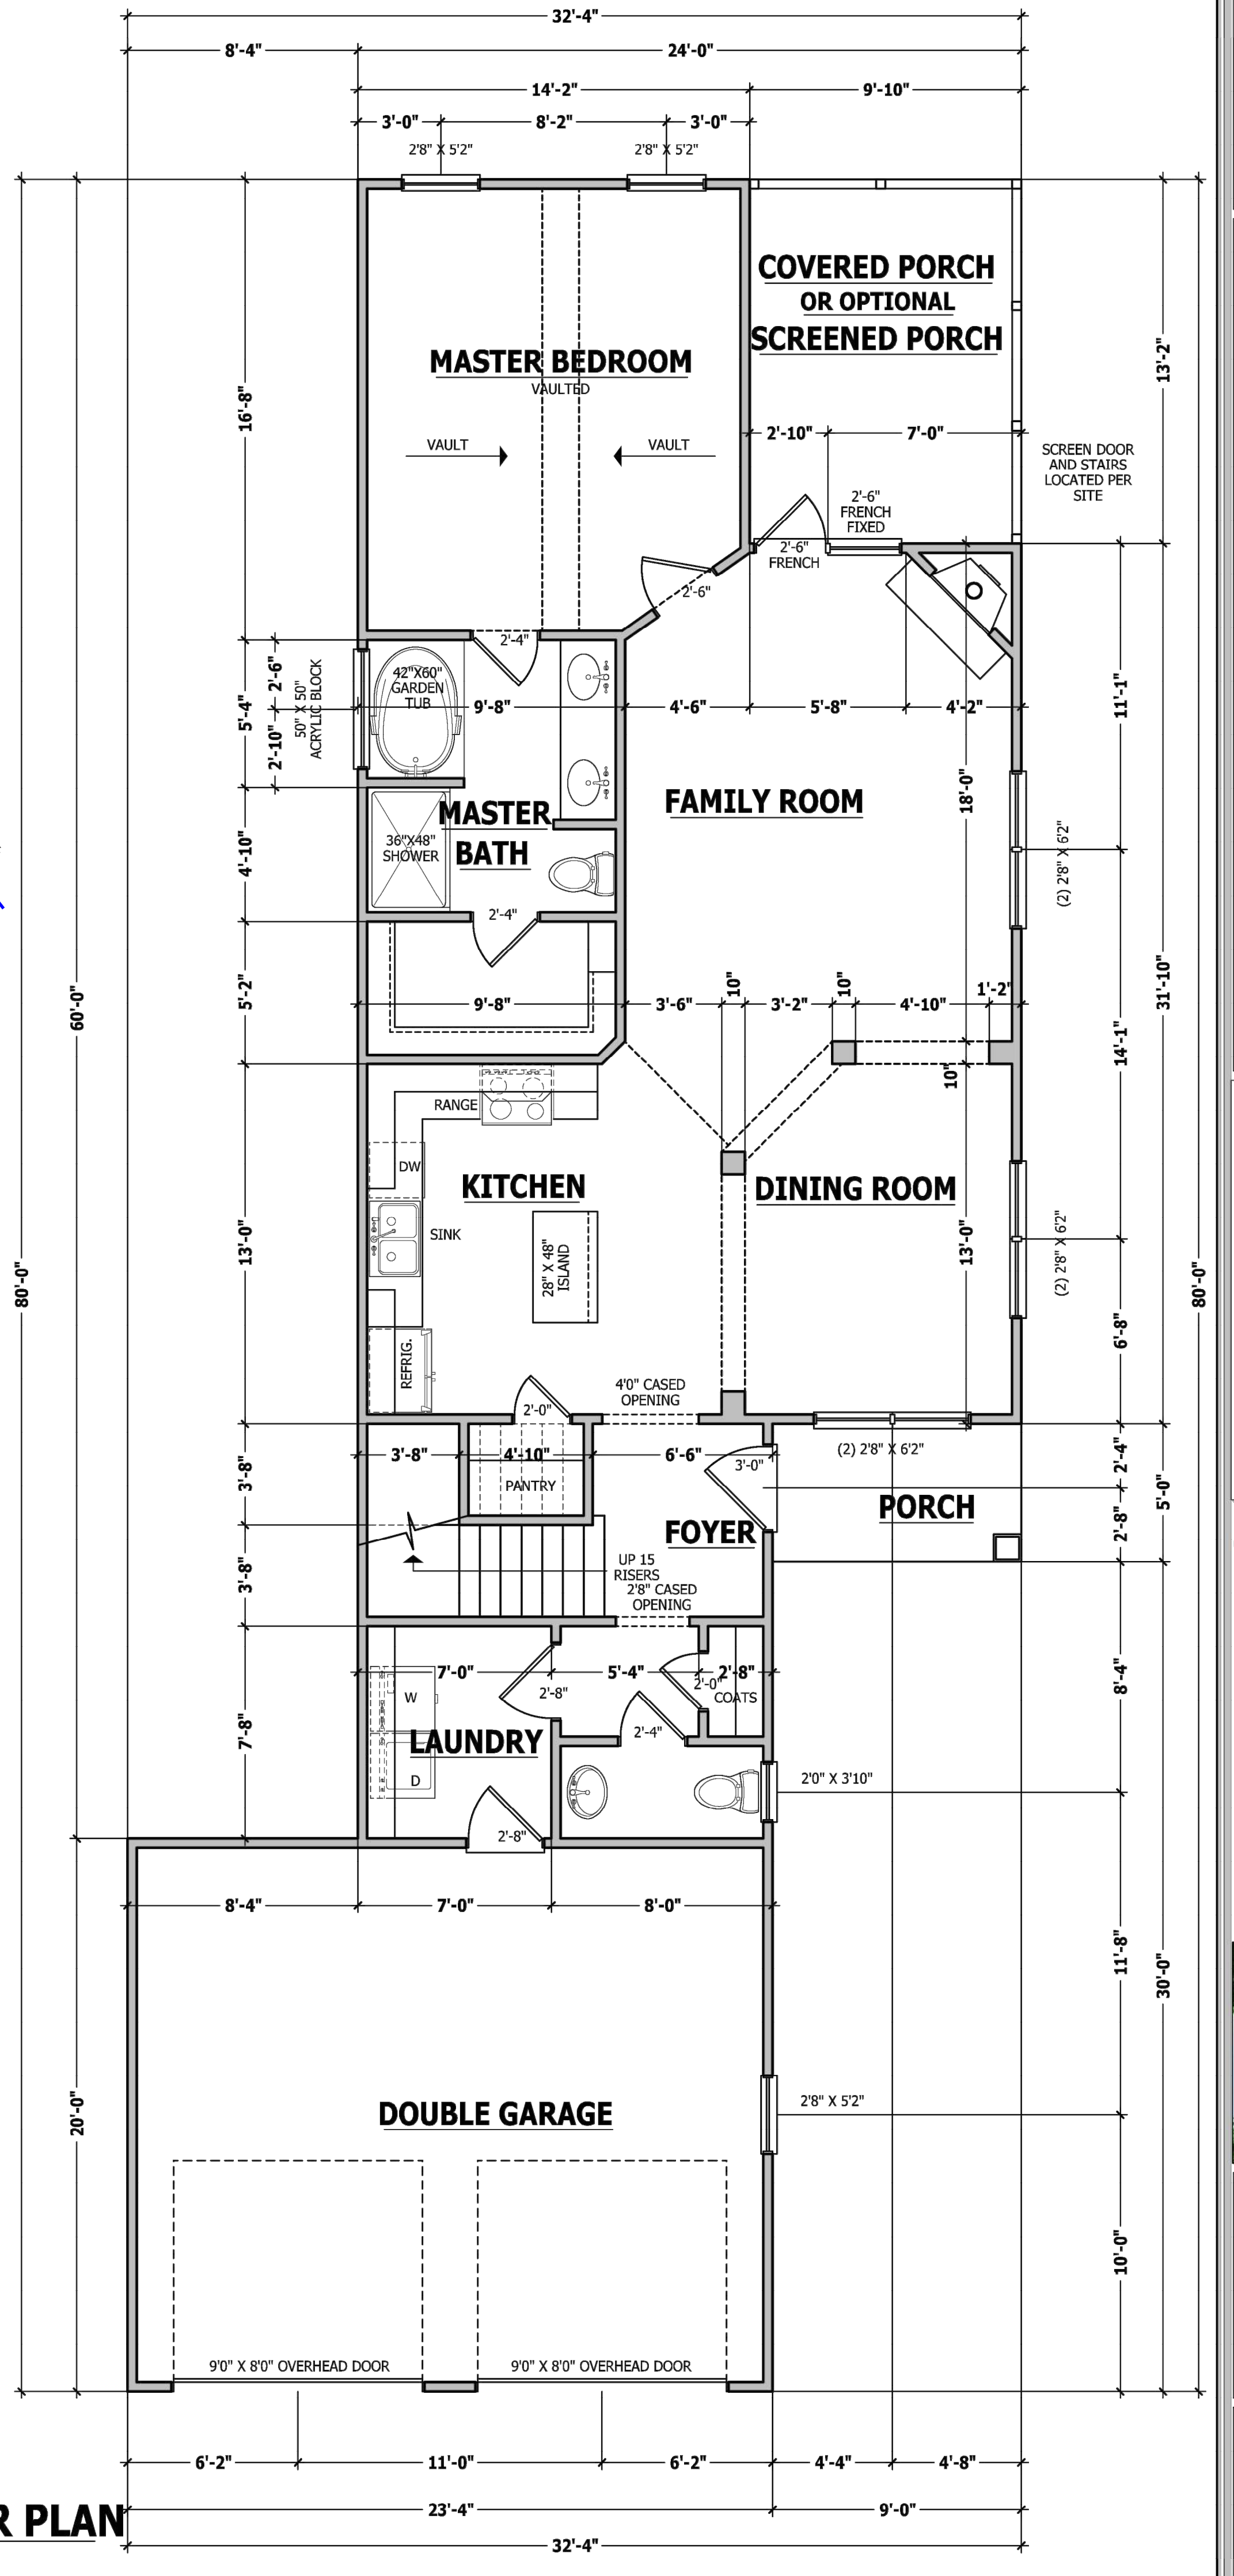 32'-4"
8'-4"
24'-0"
14'-2"
9'-10"
3'-0"
8'-2"
3'-0"
2'8" X 5'2"
2'8" X 5'2"
COVERED PORCH
OR OPTIONAL
SCREENED PORCH
MASTER BEDROOM
VAULTED
16'-8"
13'-2"
VAULT
VAULT
2'-10"
7'-0"
SCREEN DOOR
AND STAIRS
LOCATED PER
SITE
2'-6"
FRENCH
FIXED
2'-6"
FRENCH
2'-6"
2'-4"
42"X60"
GARDEN
TUB
2'-6"
5'-4"
2'-10"
50" X 50"
ACRYLIC BLOCK
9'-8"
4'-6"
5'-8"
4'-2"
11'-1"
18'-0"
FAMILY ROOM
MASTER
BATH
36"X48"
SHOWER
4'-10"
(2) 2'8" X 6'2"
2'-4"
5'-2"
60'-0"
9'-8"
3'-6"
10"
3'-2"
10"
4'-10"
1'-2"
31'-10"
14'-1"
10"
RANGE
DW
KITCHEN
DINING ROOM
SINK
28" X 48"
ISLAND
13'-0"
13'-0"
(2) 2'8" X 6'2"
80'-0"
80'-0"
6'-8"
REFRIG.
4'0" CASED
OPENING
2'-0"
3'-8"
4'-10"
6'-6"
(2) 2'8" X 6'2"
3'-0"
2'-4"
3'-8"
PANTRY
5'-0"
PORCH
FOYER
2'-8"
UP 15
RISERS
3'-8"
2'8" CASED
OPENING
7'-0"
5'-4"
2'-8"
8'-4"
2'-0"
2'-8"
COATS
W
7'-8"
2'-4"
LAUNDRY
D
2'0" X 3'10"
2'-8"
8'-4"
7'-0"
8'-0"
11'-8"
30'-0"
20'-0"
2'8" X 5'2"
DOUBLE GARAGE
10'-0"
9'0" X 8'0" OVERHEAD DOOR
9'0" X 8'0" OVERHEAD DOOR
6'-2"
11'-0"
6'-2"
4'-4"
4'-8"
23'-4"
9'-0"
R PLAN
32'-4"